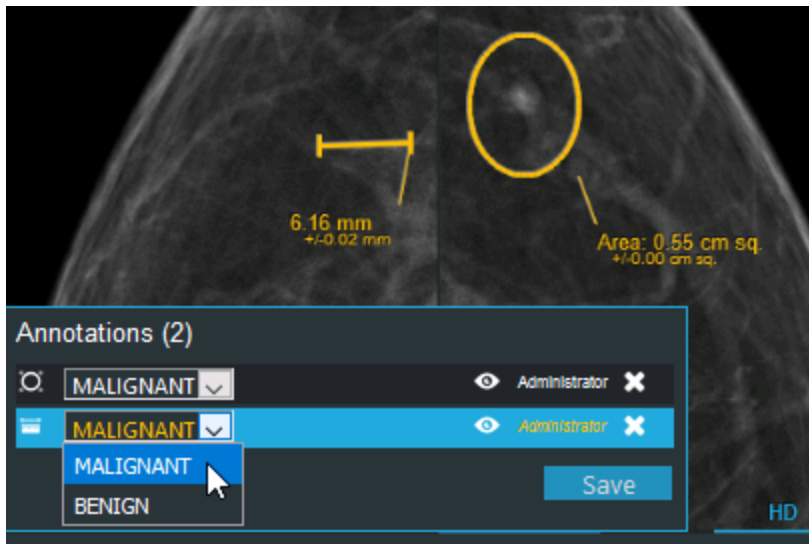 6.16 mm
+/-0.02 mm
Area: 0.55 cm sq.
+/-0.00 cm sq.
Annotations (2)
MALIGNANT Administrator
MALIGNANT Administrator
MALIGNANT
BENIGN
Save
HD